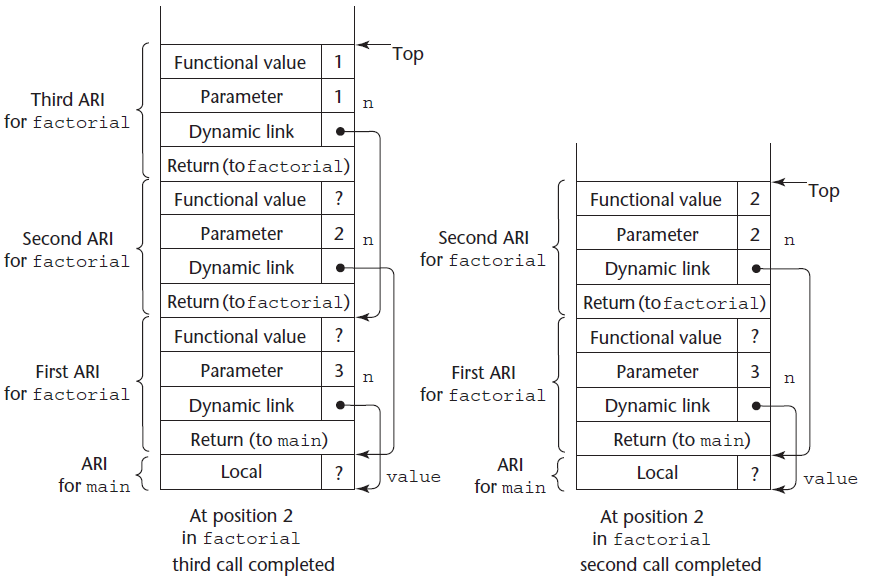 Top
Functional value 1
Third ARI
for factorial
Parameter 1 n
Dynamic link
Return (to factorial)
Functional value ?
Second ARI
for factorial
Parameter 2 n
Dynamic link
Return (to factorial)
Functional value ?
First ARI
for factorial
Parameter 3 n
Dynamic link
Return (to main)
ARI
for main
Local ? value
At position 2
in factorial
third call completed
Top
Functional value 2
Second ARI
for factorial
Parameter 2 n
Dynamic link
Return (to factorial)
Functional value ?
First ARI
for factorial
Parameter 3 n
Dynamic link
Return (to main)
ARI
for main
Local ? value
At position 2
in factorial
second call completed